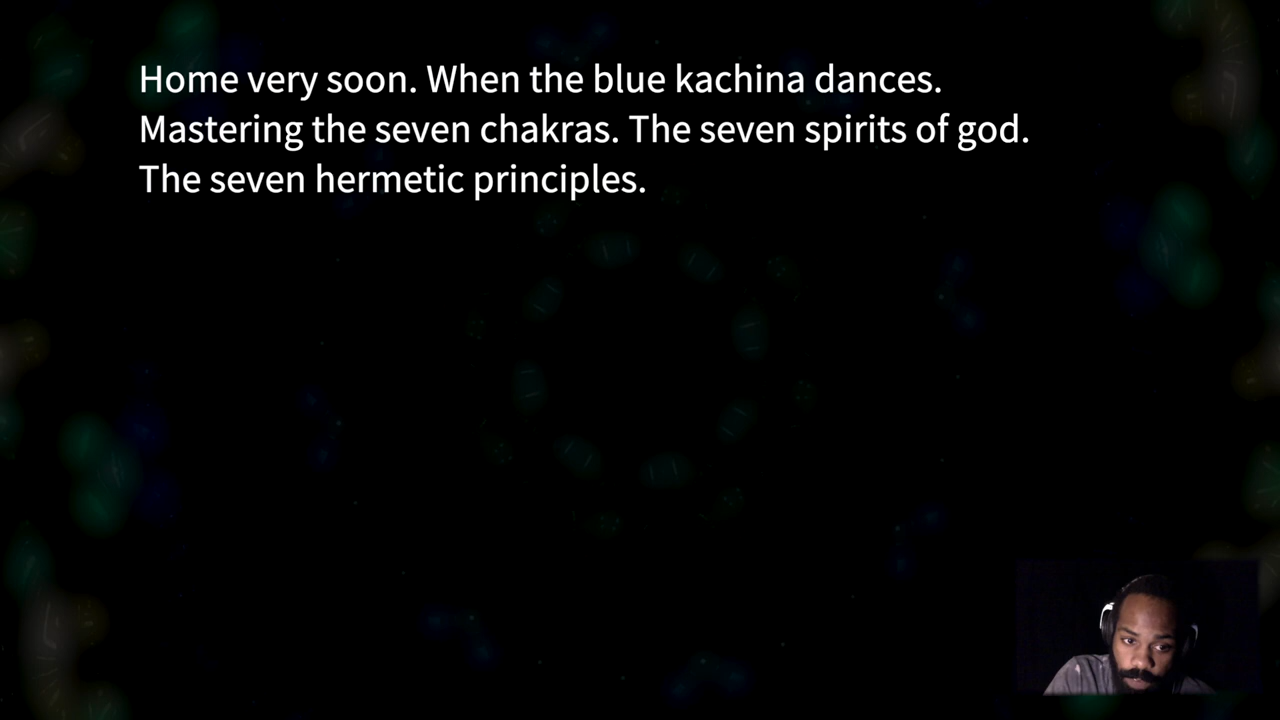 Home very soon. When the blue kachina dances.
Mastering the seven chakras. The seven spirits of god.
The seven hermetic principles.